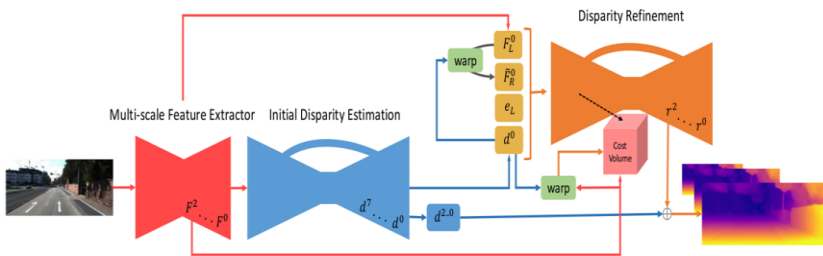 Disparity Refinement
F_L^0
warp
F̃_R^0
Multi-scale Feature Extractor
Initial Disparity Estimation
e_L
d^0
r^2 ... r^0
Cost
Volume
warp
F^2 ... F^0
d^7 ... d^0
d^{2..0}